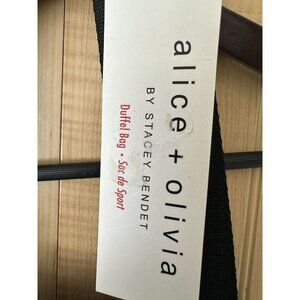 alice + olivia
BY STACEY BENDET
Duffel Bag • Sac de Sport